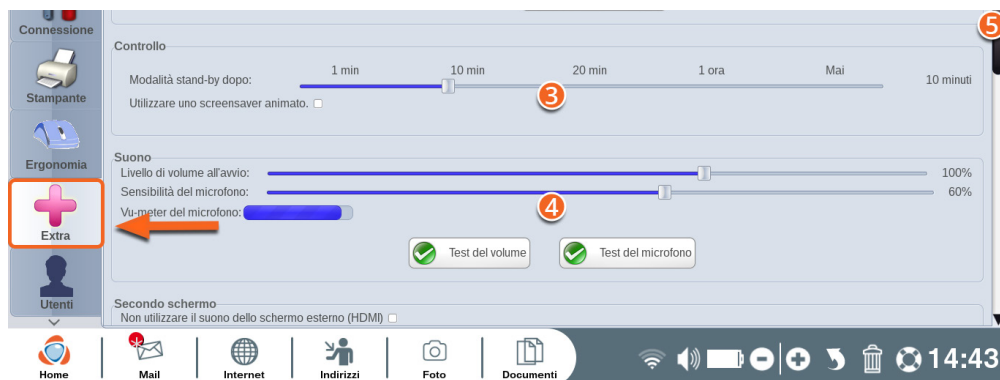 Connessione
Stampante
Ergonomia
Extra
Utenti
5
Controllo
1 min 10 min 20 min 1 ora Mai
Modalità stand-by dopo: 10 minuti
3
Utilizzare uno screensaver animato.
Suono
Livello di volume all'avvio: 100%
Sensibilità del microfono: 60%
Vu-meter del microfono:
4
Test del volume Test del microfono
Secondo schermo
Non utilizzare il suono dello schermo esterno (HDMI)
Home Mail Internet Indirizzi Foto Documenti 14:43